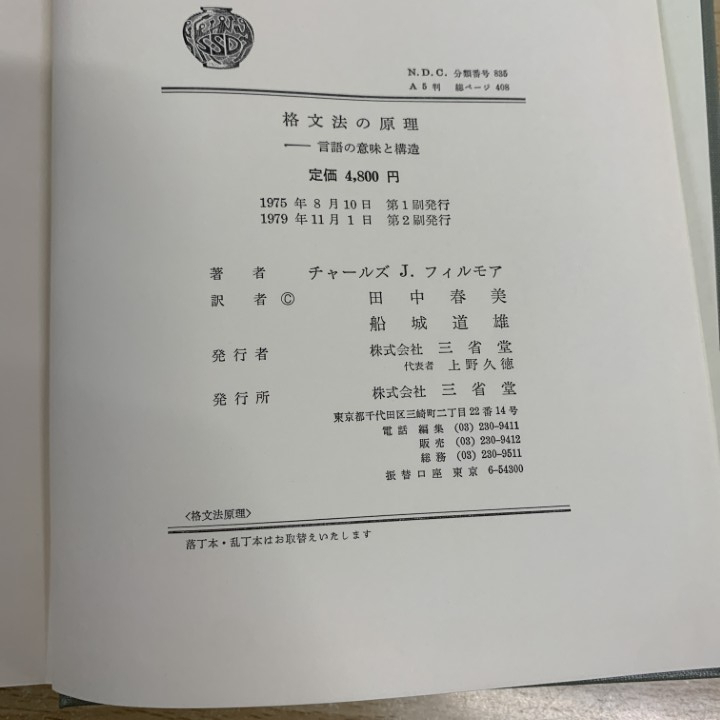 SSD
N.D.C. 分類番号 835
A5判 総ページ 408
格文法の原理
── 言語の意味と構造
定価 4,800 円
1975 年 8 月 10 日 第1刷発行
1979 年 11 月 1 日 第2刷発行
著者 チャールズ J. フィルモア
訳者 © 田中春美
船城道雄
発行者 株式会社 三省堂
代表者 上野久徳
発行所 株式会社 三省堂
東京都千代田区三崎町二丁目 22 番 14 号
電話 編集 (03) 230-9411
販売 (03) 230-9412
総務 (03) 230-9511
振替口座 東京 6-54300
〈格文法原理〉
落丁本・乱丁本はお取替えいたします